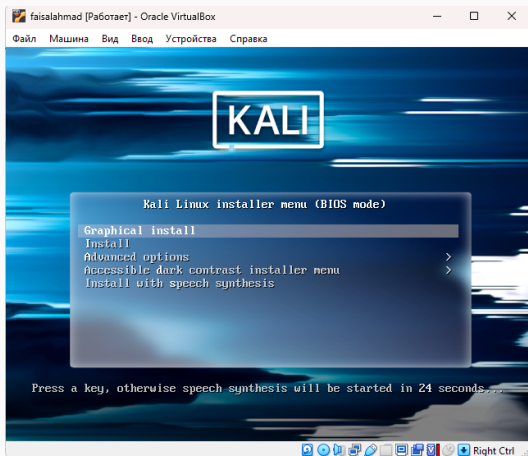 faisalahmad [Работает] - Oracle VirtualBox
Файл Машина Вид Ввод Устройства Справка
KALI
Kali Linux installer menu (BIOS mode)
Graphical install
Install
Advanced options >
Accessible dark contrast installer menu >
Install with speech synthesis
Press a key, otherwise speech synthesis will be started in 24 seconds...
Right Ctrl